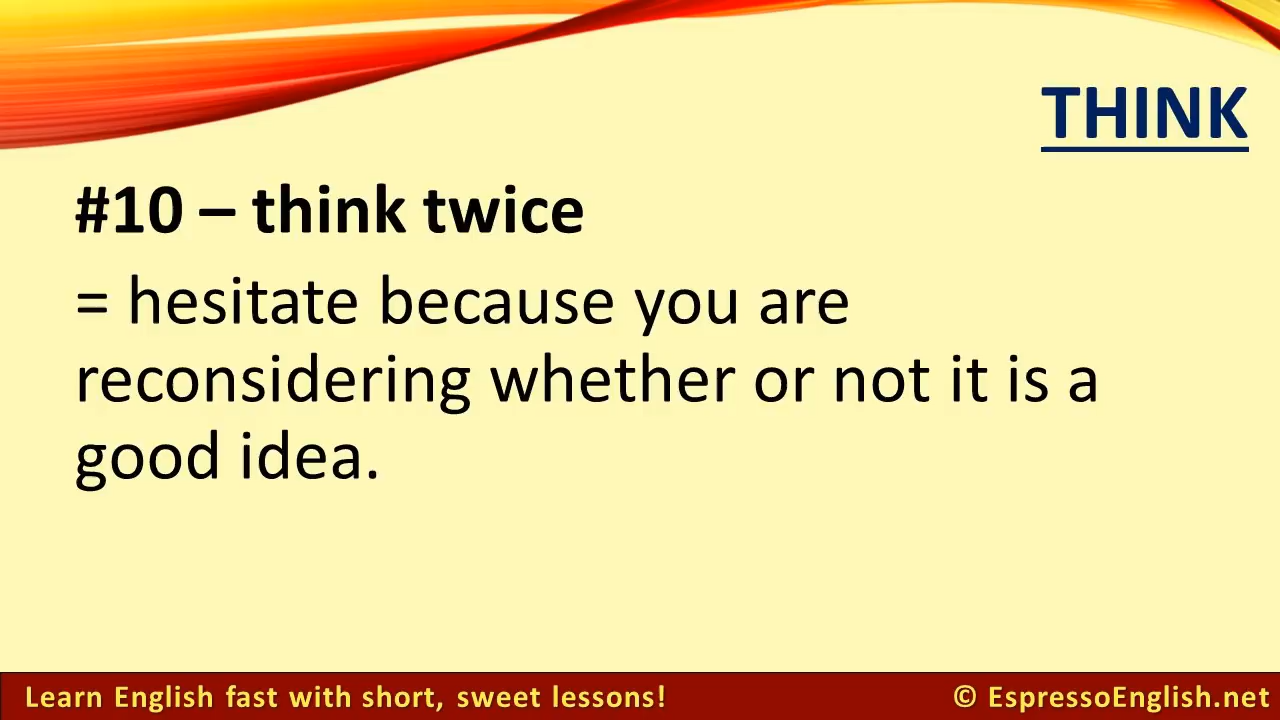 THINK
#10 – think twice
= hesitate because you are
reconsidering whether or not it is a
good idea.
Learn English fast with short, sweet lessons!
© EspressoEnglish.net